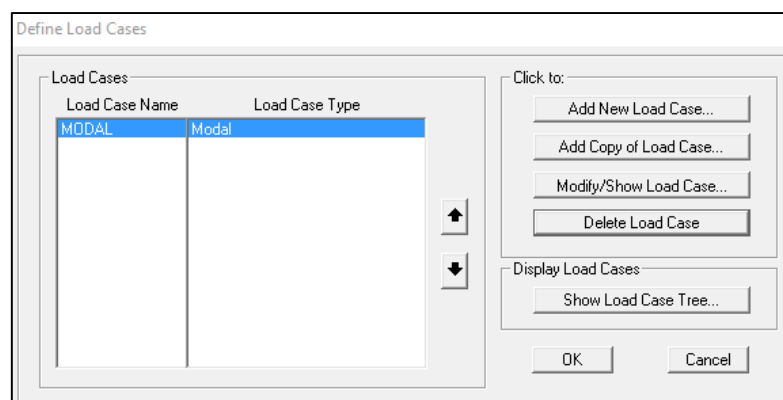 Define Load Cases
Load Cases
Load Case Name Load Case Type
MODAL Modal
Click to:
Add New Load Case...
Add Copy of Load Case...
Modify/Show Load Case...
Delete Load Case
Display Load Cases
Show Load Case Tree...
OK Cancel